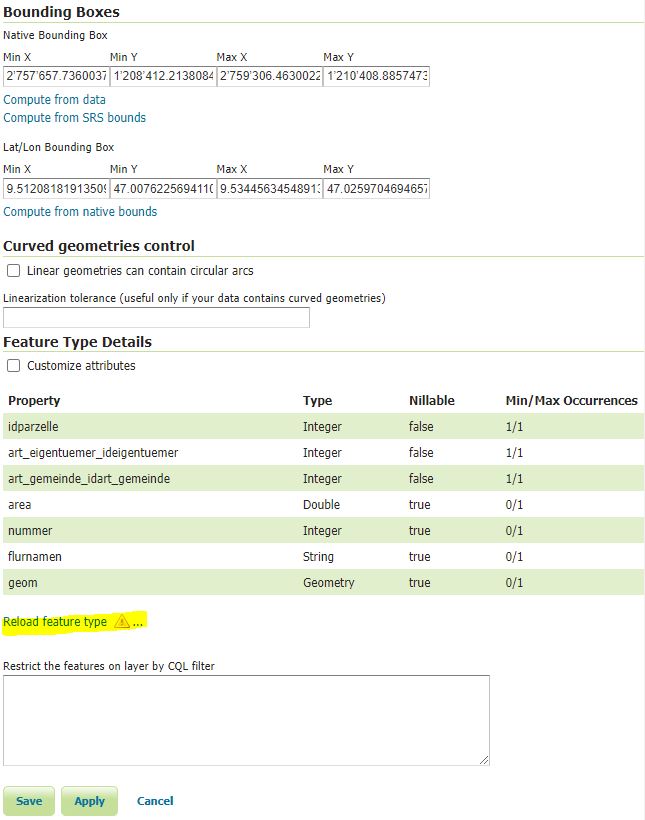 Bounding Boxes
Native Bounding Box
Min X Min Y Max X Max Y
2'757'657.7360037 1'208'412.2138084 2'759'306.4630022 1'210'408.8857473
Compute from data
Compute from SRS bounds
Lat/Lon Bounding Box
Min X Min Y Max X Max Y
9.5120818191350 47.007622569411 9.5344563454891 47.025970469465
Compute from native bounds
Curved geometries control
Linear geometries can contain circular arcs
Linearization tolerance (useful only if your data contains curved geometries)
Feature Type Details
Customize attributes
Property Type Nillable Min/Max Occurrences
idparzelle Integer false 1/1
art_eigentuemer_ideigentuemer Integer false 1/1
art_gemeinde_idart_gemeinde Integer false 1/1
area Double true 0/1
nummer Integer true 0/1
flurnamen String true 0/1
geom Geometry true 0/1
Reload feature type ...
Restrict the features on layer by CQL filter
Save Apply Cancel